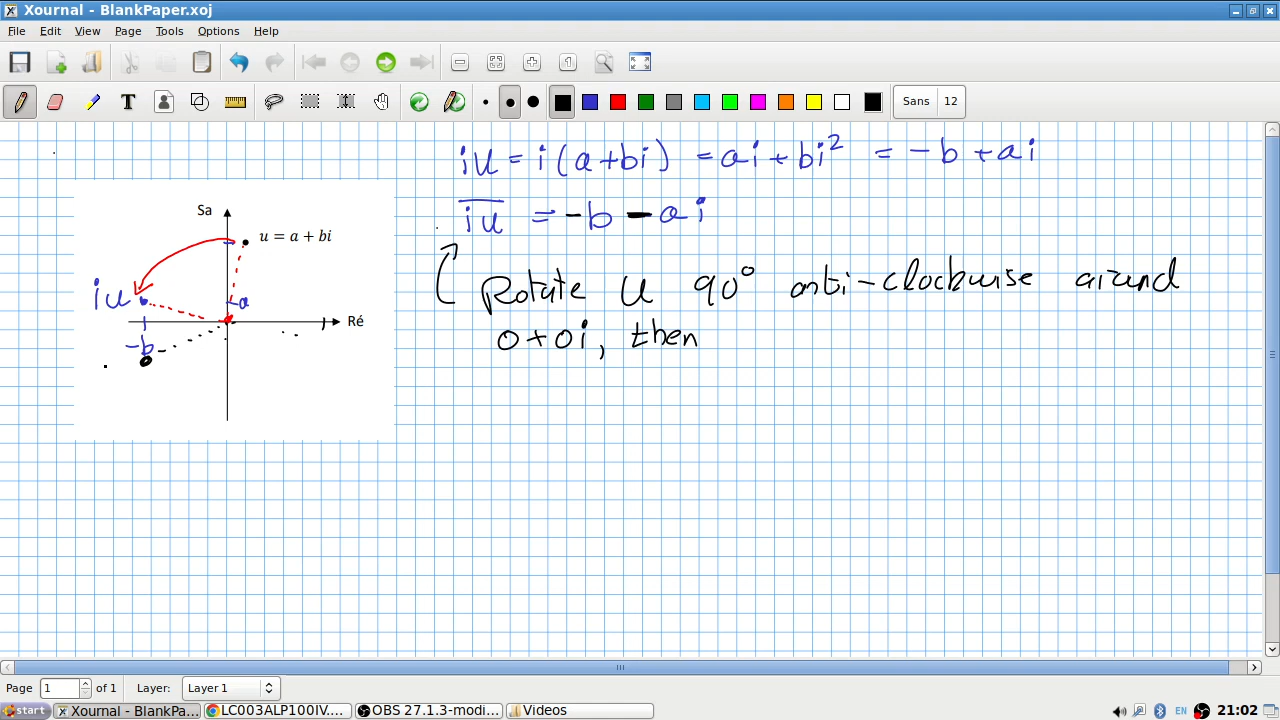 Xournal - BlankPaper.xoj
File Edit View Page Tools Options Help
Sans 12
iu = i(a+bi) = ai + bi² = -b + ai
i̅u̅ = -b - ai
Sa
u = a + bi
iu
a
Ré
-b
Rotate u 90° anti-clockwise around
0+0i, then
Page 1 of 1 Layer: Layer 1
start Xournal - BlankPa... LC003ALP100IV.... OBS 27.1.3-modi... Videos EN 21:02